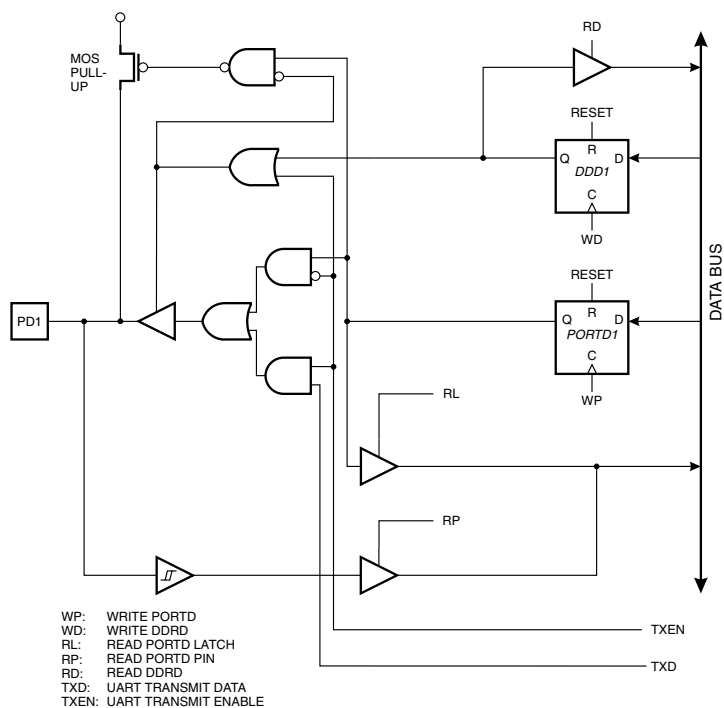 RD
MOS
PULL-
UP
RESET
R
Q
DDD1
D
C
WD
RESET
R
Q
PORTD1
D
C
WP
DATA BUS
PD1
RL
RP
TXEN
TXD
WP: WRITE PORTD
WD: WRITE DDRD
RL: READ PORTD LATCH
RP: READ PORTD PIN
RD: READ DDRD
TXD: UART TRANSMIT DATA
TXEN: UART TRANSMIT ENABLE